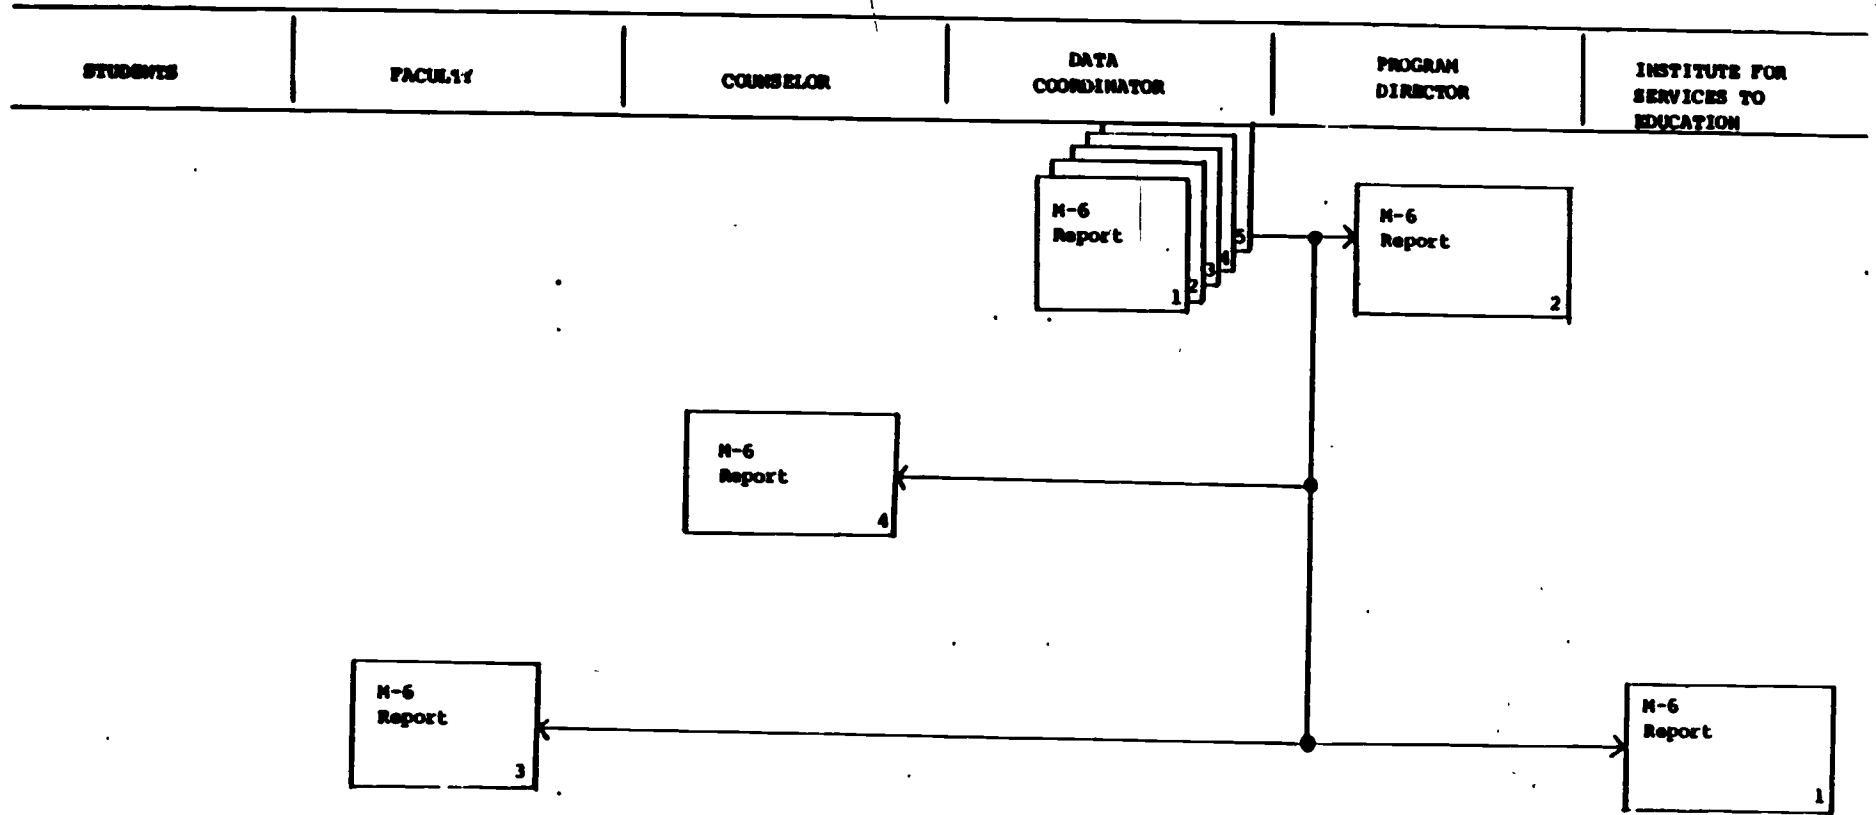 STUDENTS
FACULTY
COUNSELOR
DATA
COORDINATOR
PROGRAM
DIRECTOR
INSTITUTE FOR
SERVICES TO
EDUCATION
M-6
Report
1
2
3
4
5
M-6
Report
2
M-6
Report
4
M-6
Report
3
M-6
Report
1